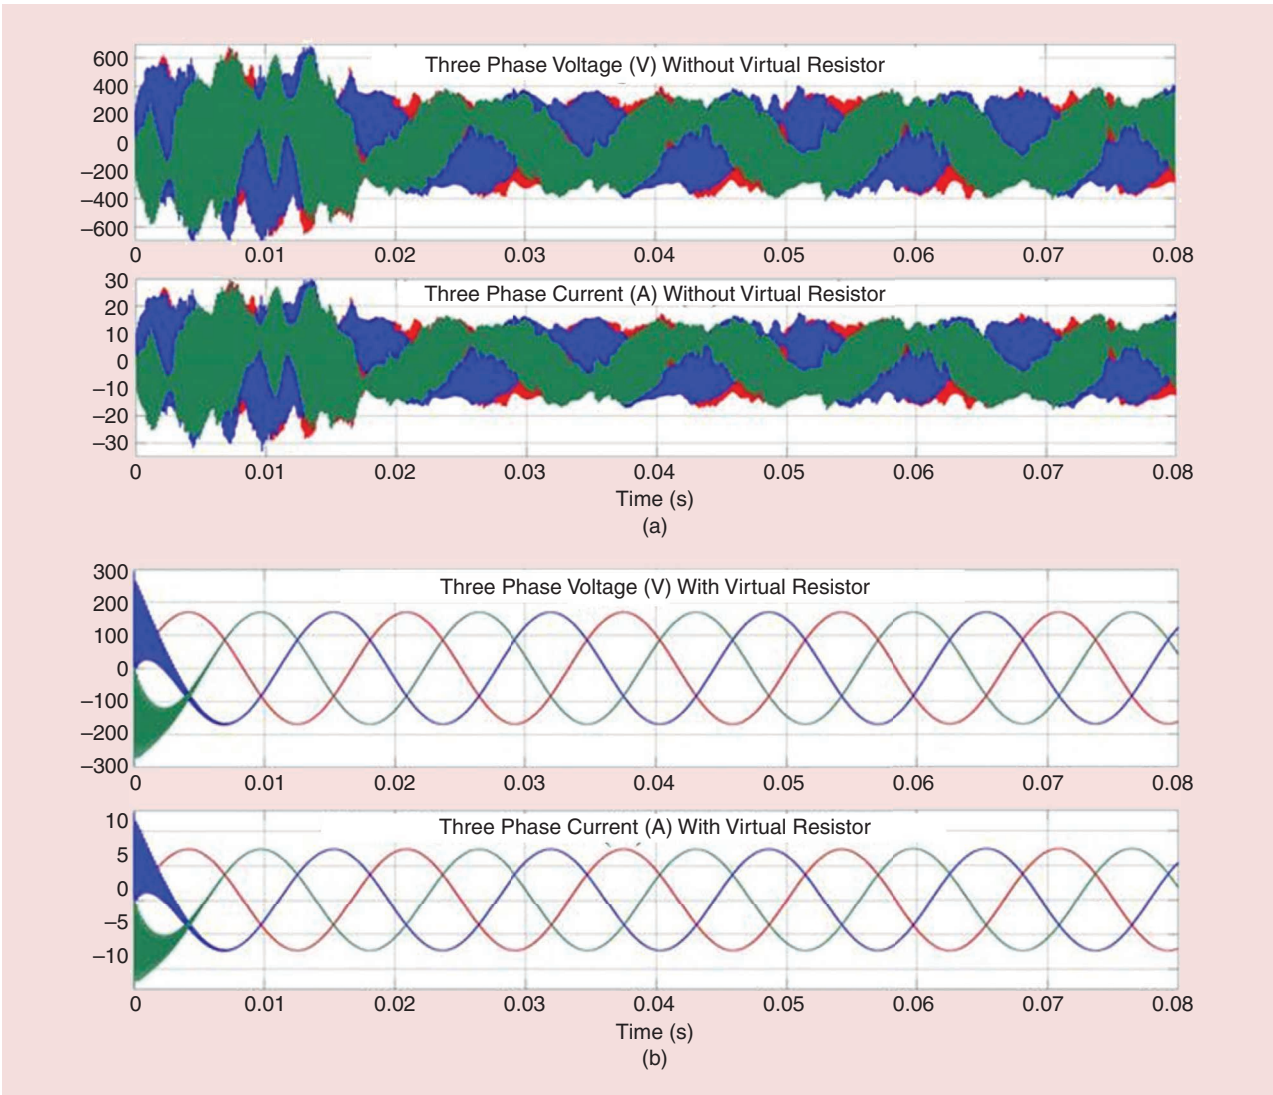 Three Phase Voltage (V) Without Virtual Resistor
600
400
200
0
–200
–400
–600
0 0.01 0.02 0.03 0.04 0.05 0.06 0.07 0.08
Three Phase Current (A) Without Virtual Resistor
30
20
10
0
–10
–20
–30
0 0.01 0.02 0.03 0.04 0.05 0.06 0.07 0.08
Time (s)
(a)
Three Phase Voltage (V) With Virtual Resistor
300
200
100
0
–100
–200
–300
0 0.01 0.02 0.03 0.04 0.05 0.06 0.07 0.08
Three Phase Current (A) With Virtual Resistor
10
5
0
–5
–10
0 0.01 0.02 0.03 0.04 0.05 0.06 0.07 0.08
Time (s)
(b)